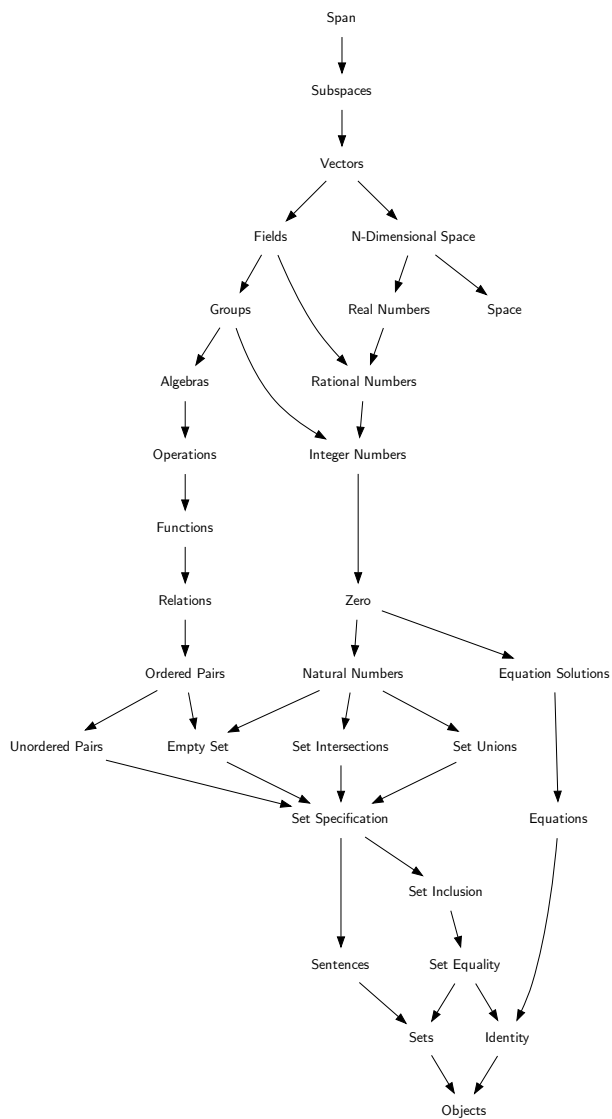 Span
Subspaces
Vectors
Fields
N-Dimensional Space
Groups
Real Numbers
Space
Algebras
Rational Numbers
Operations
Integer Numbers
Functions
Relations
Zero
Ordered Pairs
Natural Numbers
Equation Solutions
Unordered Pairs
Empty Set
Set Intersections
Set Unions
Set Specification
Equations
Set Inclusion
Sentences
Set Equality
Sets
Identity
Objects